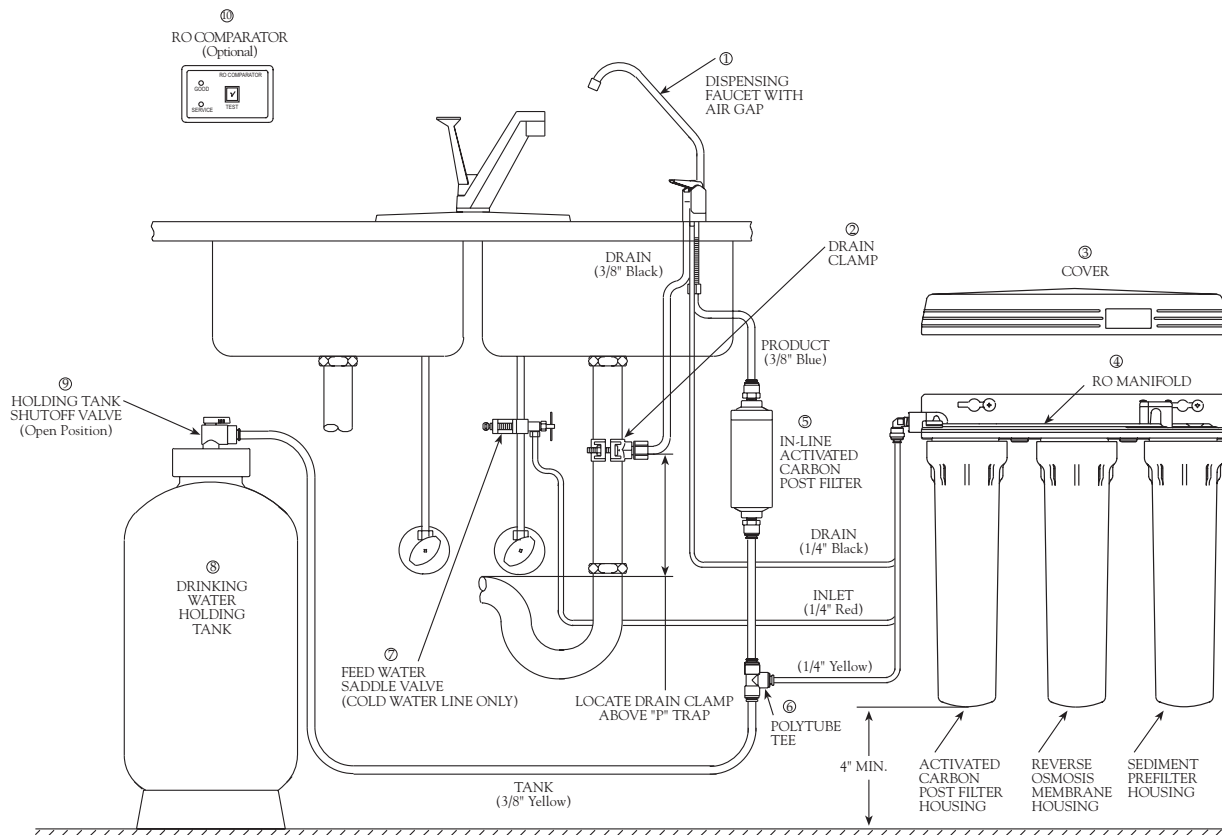 ⑩
RO COMPARATOR
(Optional)
RO COMPARATOR
GOOD
SERVICE
TEST
①
DISPENSING
FAUCET WITH
AIR GAP
DRAIN
(3/8" Black)
②
DRAIN
CLAMP
③
COVER
PRODUCT
(3/8" Blue)
④
RO MANIFOLD
⑨
HOLDING TANK
SHUTOFF VALVE
(Open Position)
⑤
IN-LINE
ACTIVATED
CARBON
POST FILTER
DRAIN
(1/4" Black)
⑧
DRINKING
WATER
HOLDING
TANK
INLET
(1/4" Red)
⑦
FEED WATER
SADDLE VALVE
(COLD WATER LINE ONLY)
(1/4" Yellow)
LOCATE DRAIN CLAMP
ABOVE "P" TRAP
⑥
POLYTUBE
TEE
4" MIN.
ACTIVATED
CARBON
POST FILTER
HOUSING
REVERSE
OSMOSIS
MEMBRANE
HOUSING
SEDIMENT
PREFILTER
HOUSING
TANK
(3/8" Yellow)